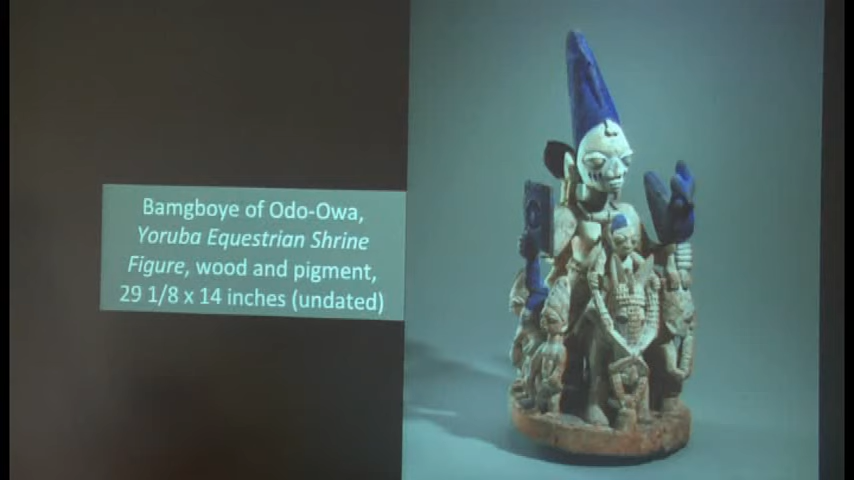 Bamgboye of Odo-Owa,
Yoruba Equestrian Shrine
Figure, wood and pigment,
29 1/8 x 14 inches (undated)